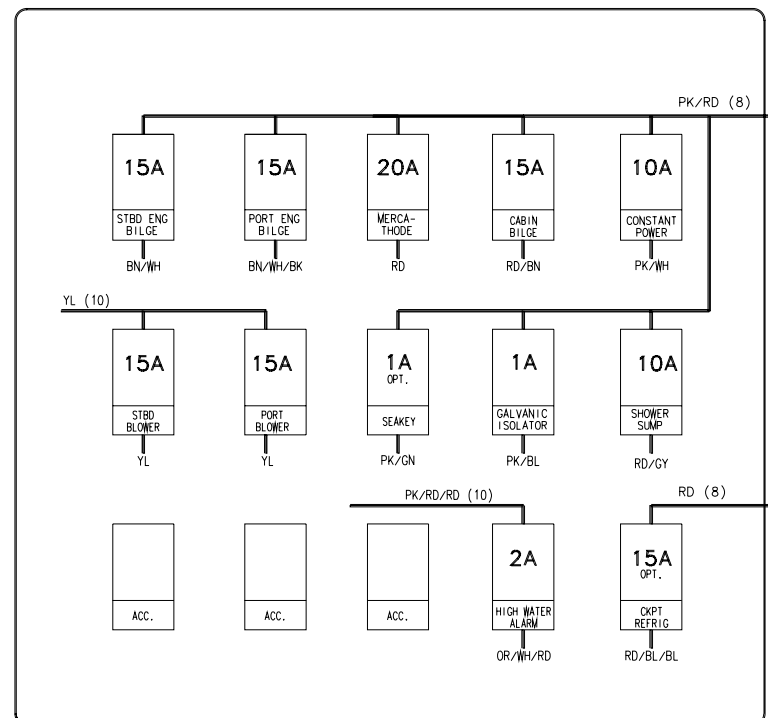 PK/RD (8)
15A
15A
20A
15A
10A
STBD ENG
BILGE
PORT ENG
BILGE
MERCA-
THODE
CABIN
BILGE
CONSTANT
POWER
BN/WH
BN/WH/BK
RD
RD/BN
PK/WH
YL (10)
15A
15A
1A
OPT.
1A
10A
STBD
BLOWER
PORT
BLOWER
SEAKEY
GALVANIC
ISOLATOR
SHOWER
SUMP
YL
YL
PK/GN
PK/BL
RD/GY
PK/RD/RD (10)
RD (8)
2A
15A
OPT.
ACC.
ACC.
ACC.
HIGH WATER
ALARM
CKPT
REFRIG
OR/WH/RD
RD/BL/BL